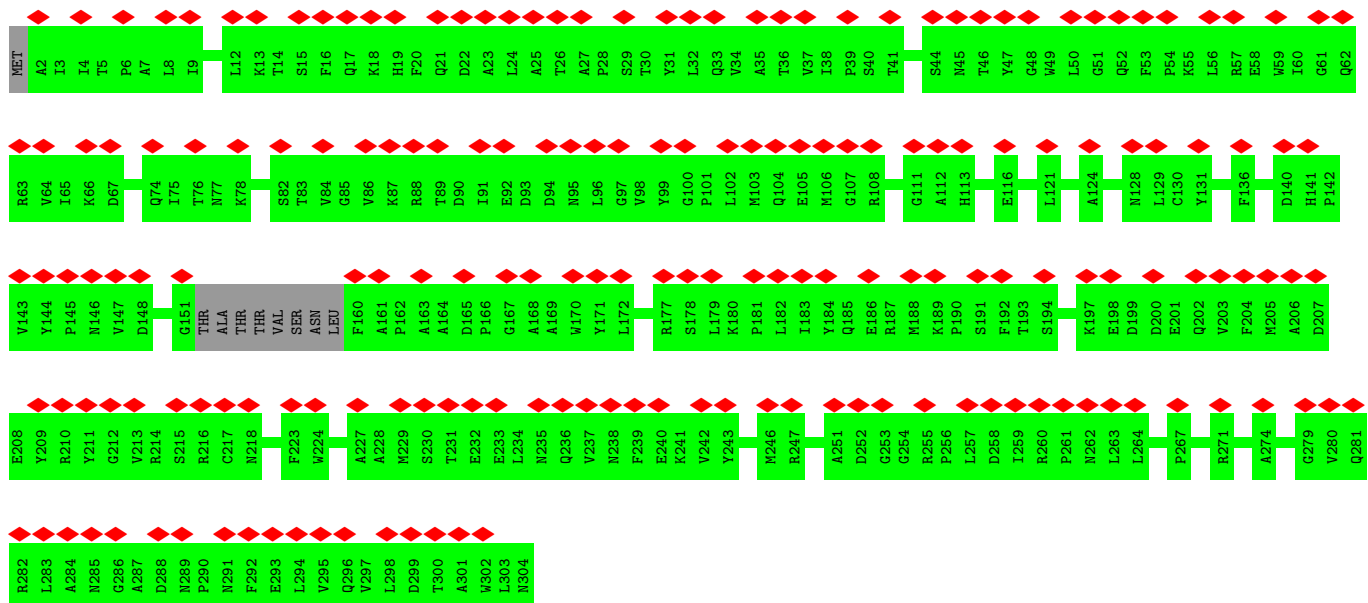 MET A2 I3 I4 T5 P6 A7 L8 I9 L12 K13 T14 S15 F16 Q17 K18 H19 F20 Q21 D22 A23 L24 A25 T26 A27 P28 S29 T30 Y31 L32 Q33 V34 A35 T36 V37 I38 P39 S40 T41 S44 N45 T46 Y47 G48 W49 L50 G51 Q52 F53 P54 K55 L56 R57 E58 W59 I60 G61 Q62
R63 V64 I65 K66 D67 Q74 I75 T76 N77 K78 S82 T83 V84 G85 V86 K87 R88 T89 D90 I91 E92 D93 D94 N95 L96 G97 V98 Y99 G100 P101 L102 M103 Q104 E105 M106 G107 R108 G111 A112 H113 E116 L121 A124 N128 L129 C130 Y131 F136 D140 H141 P142
V143 Y144 P145 N146 V147 D148 G151 THR ALA THR THR VAL SER ASN LEU F160 A161 P162 A163 A164 D165 P166 G167 A168 A169 W170 Y171 L172 R177 S178 L179 K180 P181 L182 I183 Y184 Q185 E186 R187 M188 K189 P190 S191 F192 T193 S194 K197 E198 D199 D200 E201 Q202 V203 F204 M205 A206 D207
E208 Y209 R210 Y211 G212 V213 R214 S215 R216 C217 N218 F223 W224 A227 A228 M229 S230 T231 E232 E233 L234 N235 Q236 V237 N238 F239 E240 K241 V242 Y243 M246 R247 A251 D252 G253 G254 R255 P256 L257 D258 I259 R260 P261 N262 L263 L264 P267 R271 A274 G279 V280 Q281
R282 L283 A284 N285 G286 A287 D288 N289 P290 N291 F292 E293 L294 V295 Q296 V297 L298 D299 T300 A301 W302 L303 N304